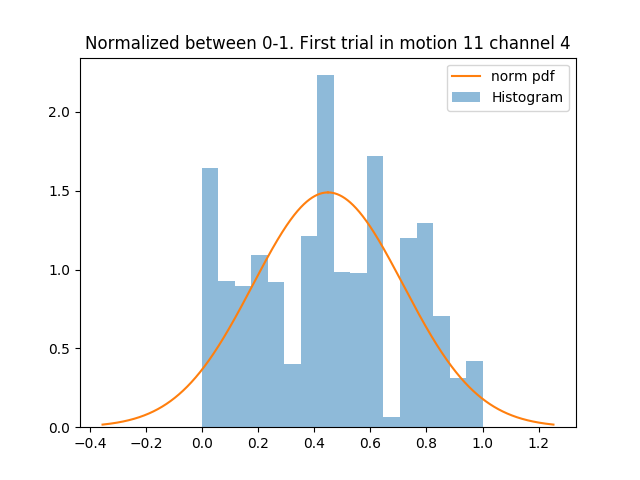 Normalized between 0-1. First trial in motion 11 channel 4
norm pdf
Histogram
2.0
1.5
1.0
0.5
0.0
−0.4 −0.2 0.0 0.2 0.4 0.6 0.8 1.0 1.2